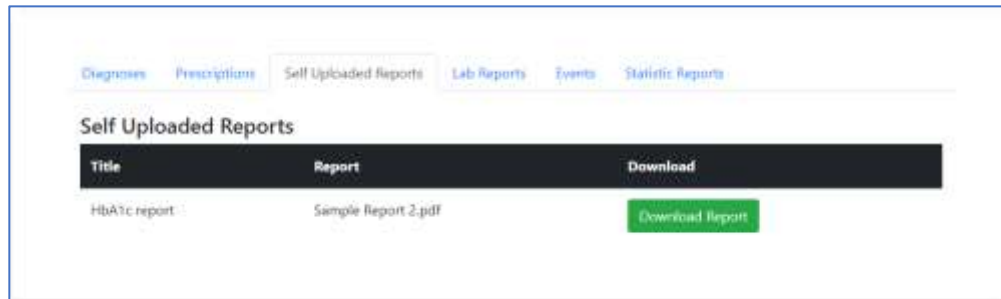 Diagnoses Prescriptions Self Uploaded Reports Lab Reports Events Statistic Reports
Self Uploaded Reports
Title Report Download
HbA1c report Sample Report 2.pdf Download Report